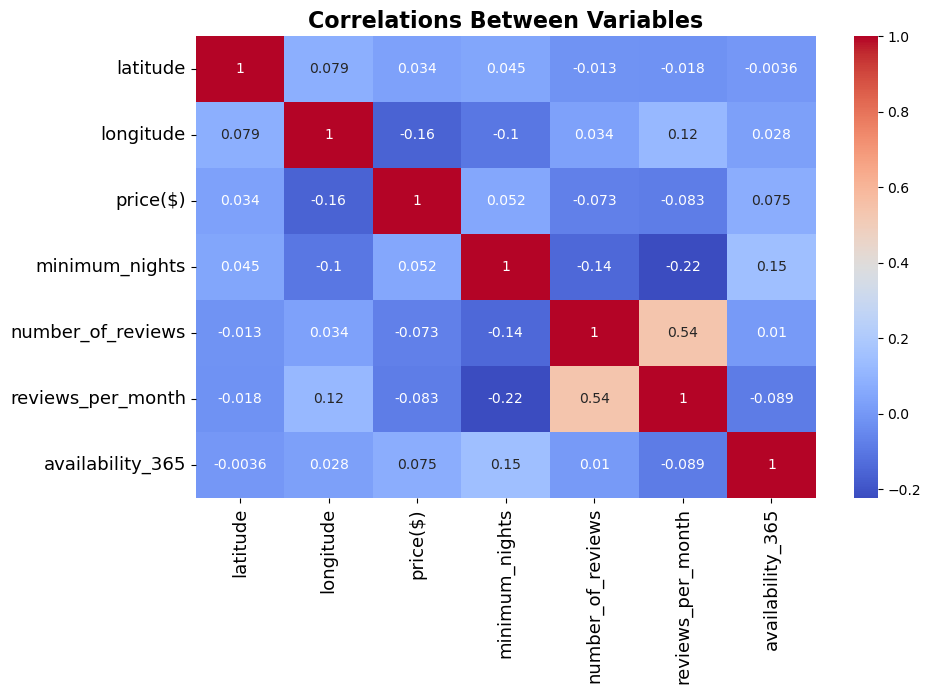 Correlations Between Variables
latitude 1 0.079 0.034 0.045 -0.013 -0.018 -0.0036
longitude 0.079 1 -0.16 -0.1 0.034 0.12 0.028
price($) 0.034 -0.16 1 0.052 -0.073 -0.083 0.075
minimum_nights 0.045 -0.1 0.052 1 -0.14 -0.22 0.15
number_of_reviews -0.013 0.034 -0.073 -0.14 1 0.54 0.01
reviews_per_month -0.018 0.12 -0.083 -0.22 0.54 1 -0.089
availability_365 -0.0036 0.028 0.075 0.15 0.01 -0.089 1
latitude
longitude
price($)
minimum_nights
number_of_reviews
reviews_per_month
availability_365
1.0
0.8
0.6
0.4
0.2
0.0
−0.2